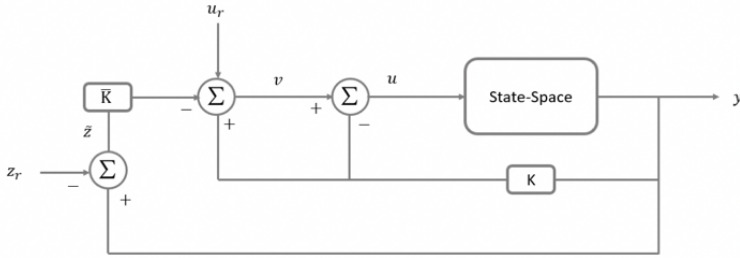 u_r
K̄
−
Σ
v
+
Σ
u
State-Space
y
+
−
z̃
z_r
Σ
−
+
K